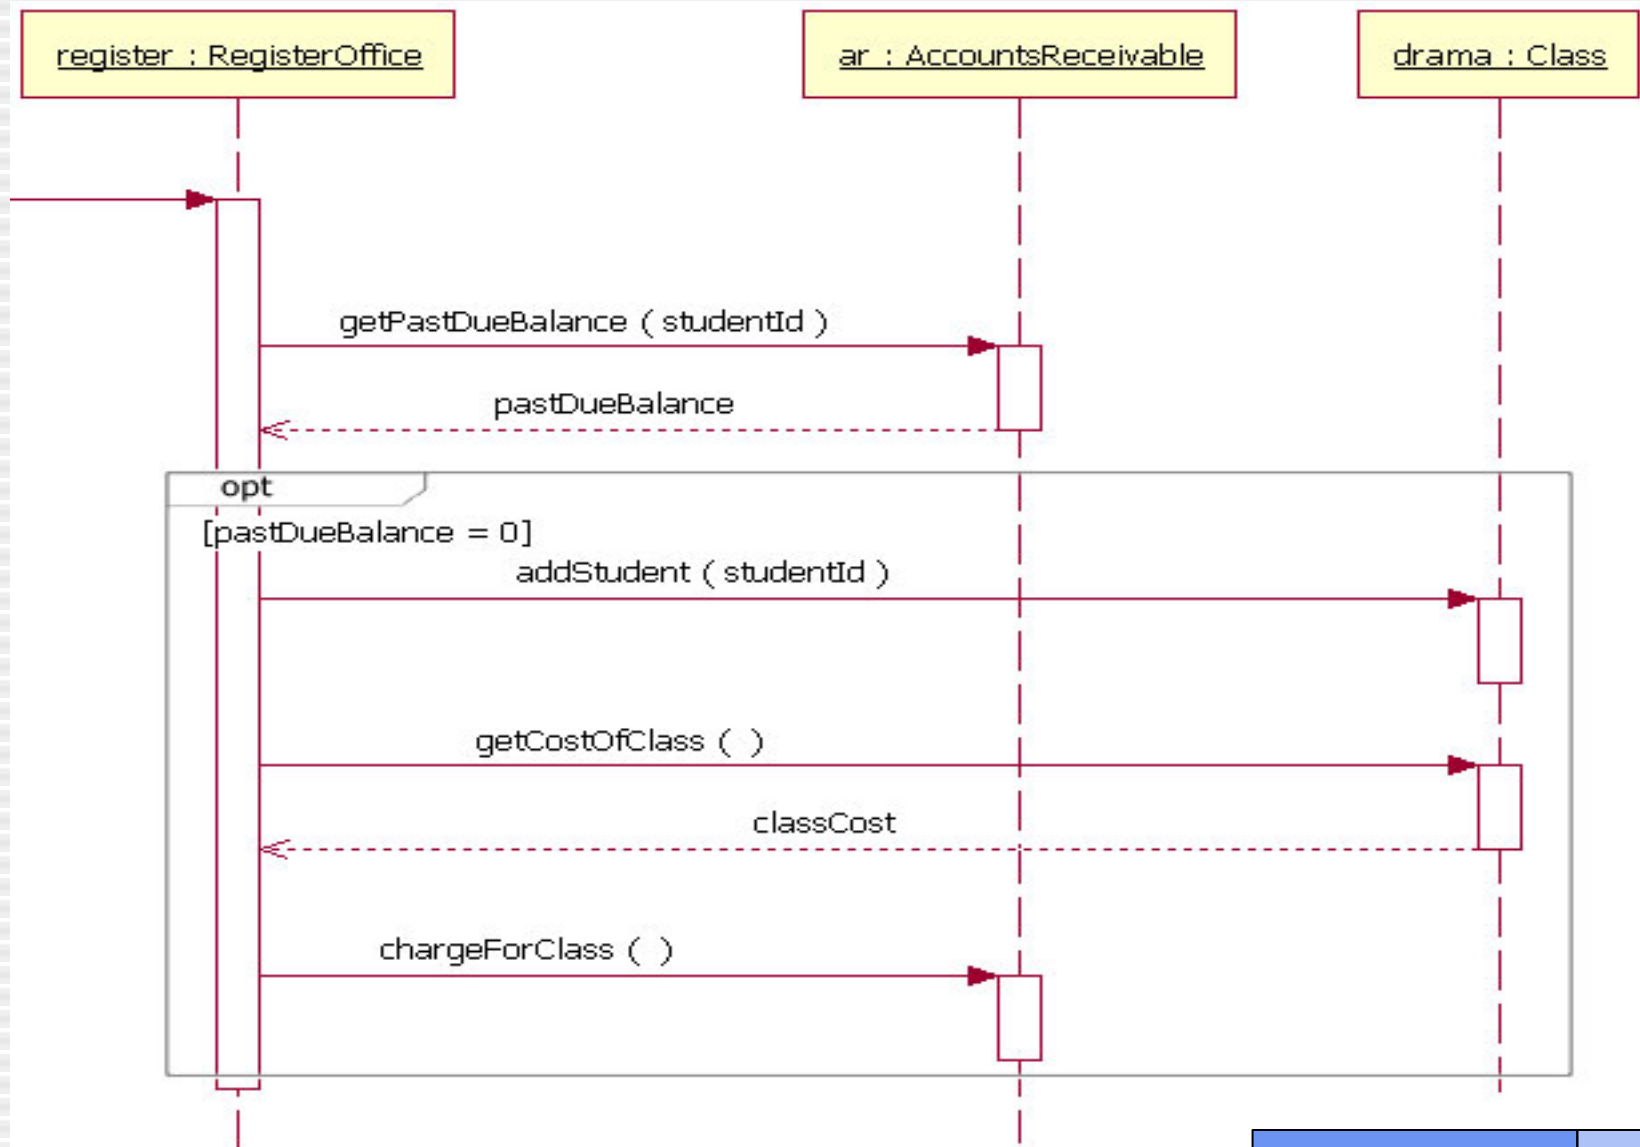 register : RegisterOffice
ar : AccountsReceivable
drama : Class
getPastDueBalance ( studentId )
pastDueBalance
opt
[pastDueBalance = 0]
addStudent ( studentId )
getCostOfClass ( )
classCost
chargeForClass ( )